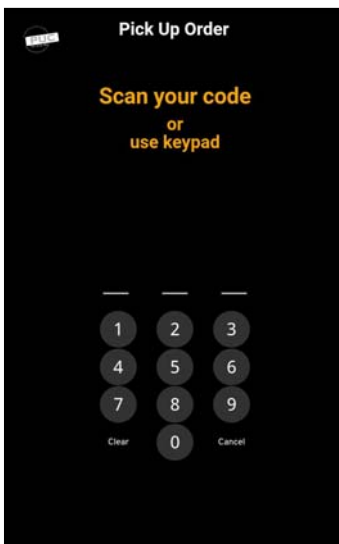 PUC
Pick Up Order
Scan your code
or
use keypad
1 2 3
4 5 6
7 8 9
Clear 0 Cancel